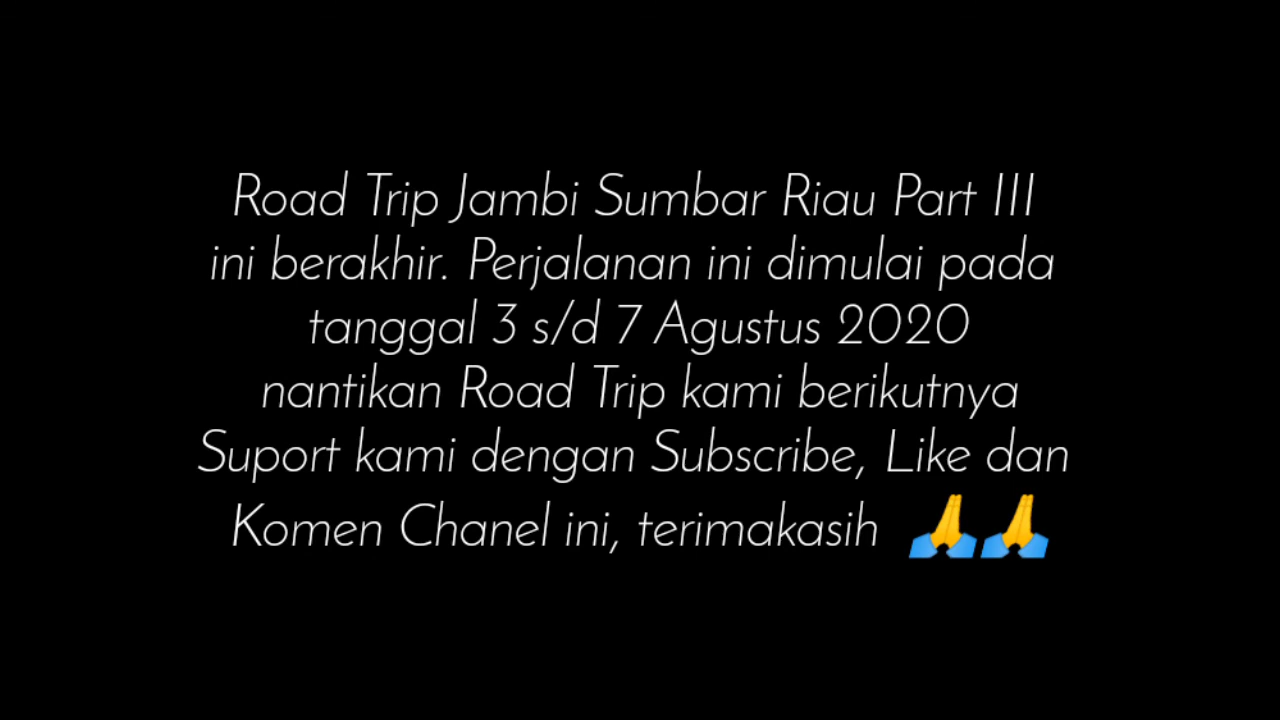 Road Trip Jambi Sumbar Riau Part III
ini berakhir. Perjalanan ini dimulai pada
tanggal 3 s/d 7 Agustus 2020
nantikan Road Trip kami berikutnya
Suport kami dengan Subscribe, Like dan
Komen Chanel ini, terimakasih 🙏🙏